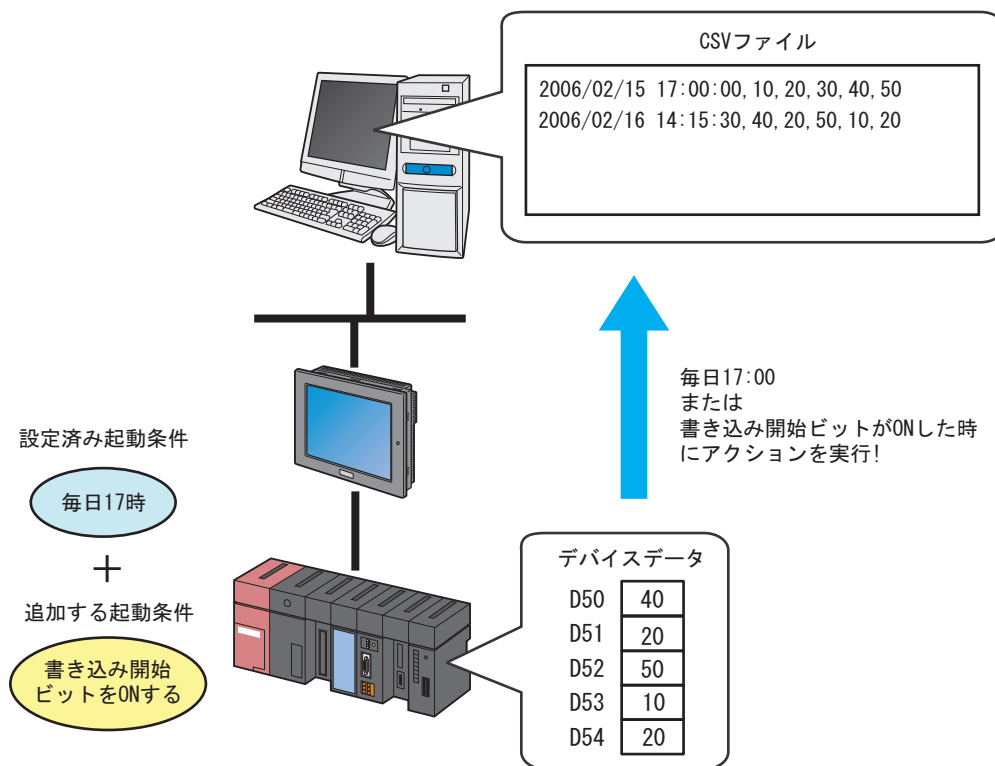 CSVファイル
2006/02/15 17:00:00,10,20,30,40,50
2006/02/16 14:15:30,40,20,50,10,20
毎日17:00
または
書き込み開始ビットがONした時
にアクションを実行!
設定済み起動条件
毎日17時
+
追加する起動条件
書き込み開始
ビットをONする
デバイスデータ
D50 40
D51 20
D52 50
D53 10
D54 20